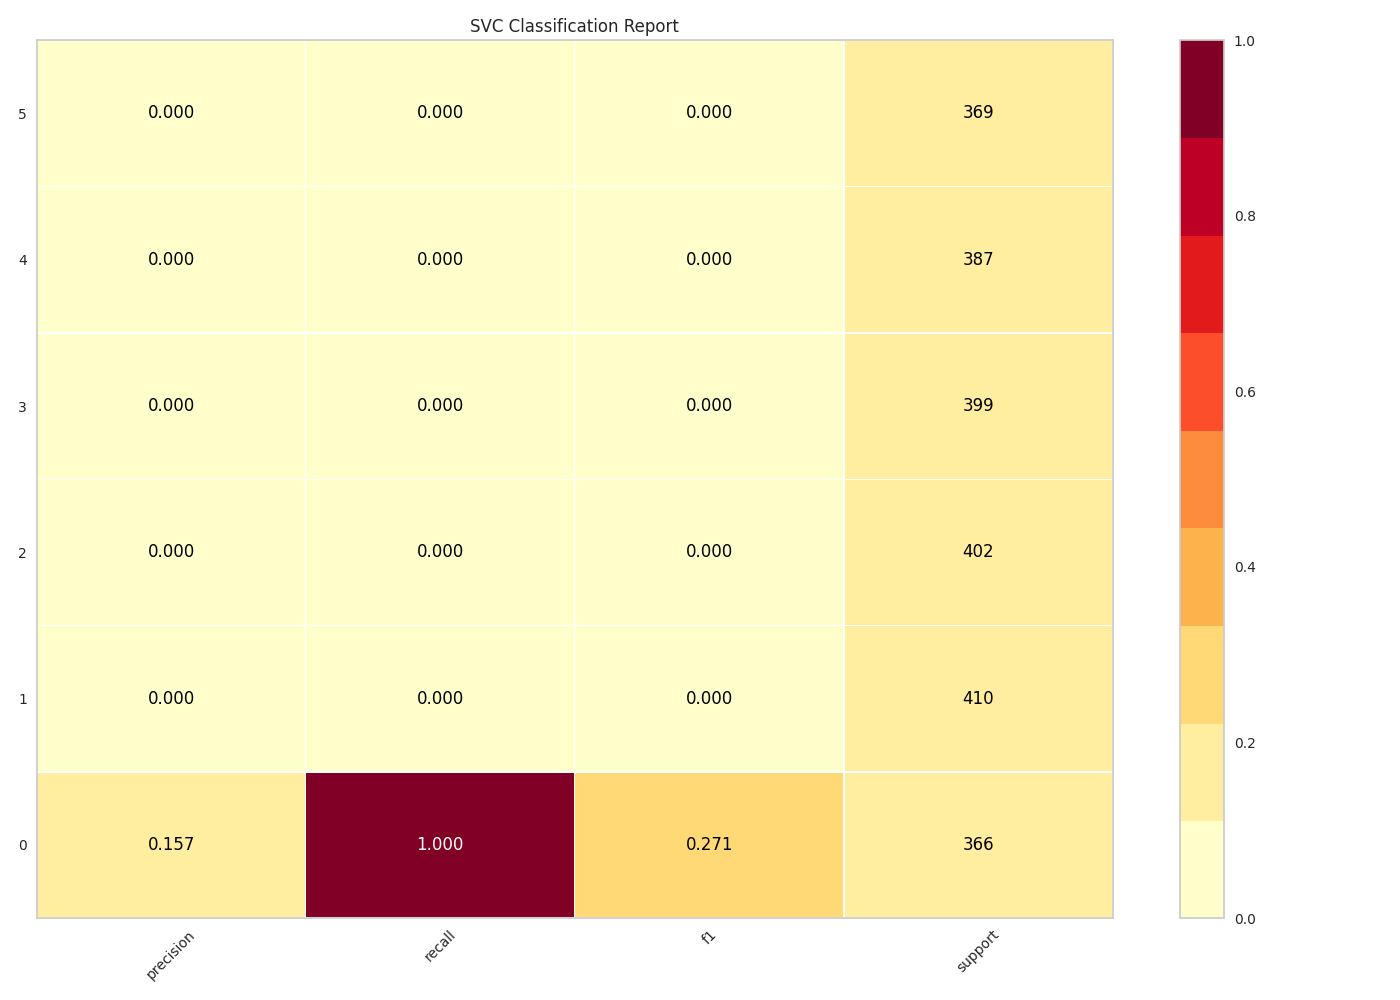 SVC Classification Report
5 0.000 0.000 0.000 369
4 0.000 0.000 0.000 387
3 0.000 0.000 0.000 399
2 0.000 0.000 0.000 402
1 0.000 0.000 0.000 410
0 0.157 1.000 0.271 366
precision recall f1 support
1.0
0.8
0.6
0.4
0.2
0.0